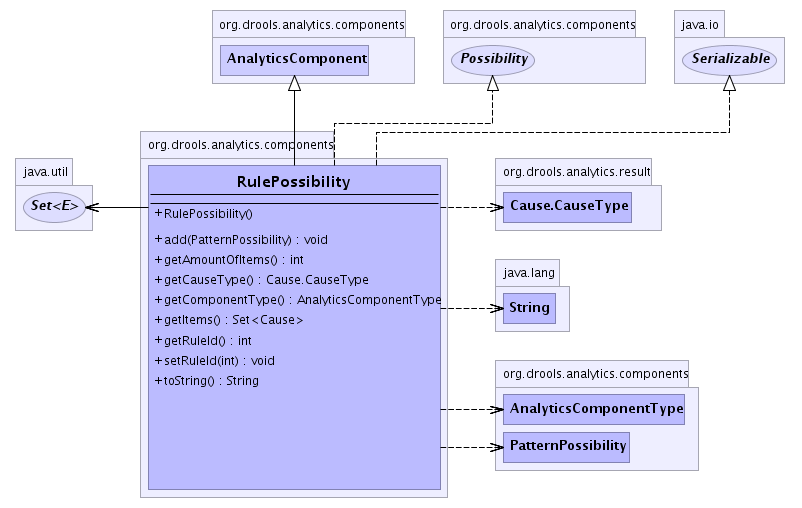 org.drools.analytics.components
AnalyticsComponent
org.drools.analytics.components
Possibility
java.io
Serializable
java.util
Set<E>
org.drools.analytics.components
RulePossibility
+ RulePossibility()
+ add(PatternPossibility) : void
+ getAmountOfItems() : int
+ getCauseType() : Cause.CauseType
+ getComponentType() : AnalyticsComponentType
+ getItems() : Set<Cause>
+ getRuleId() : int
+ setRuleId(int) : void
+ toString() : String
org.drools.analytics.result
Cause.CauseType
java.lang
String
org.drools.analytics.components
AnalyticsComponentType
PatternPossibility